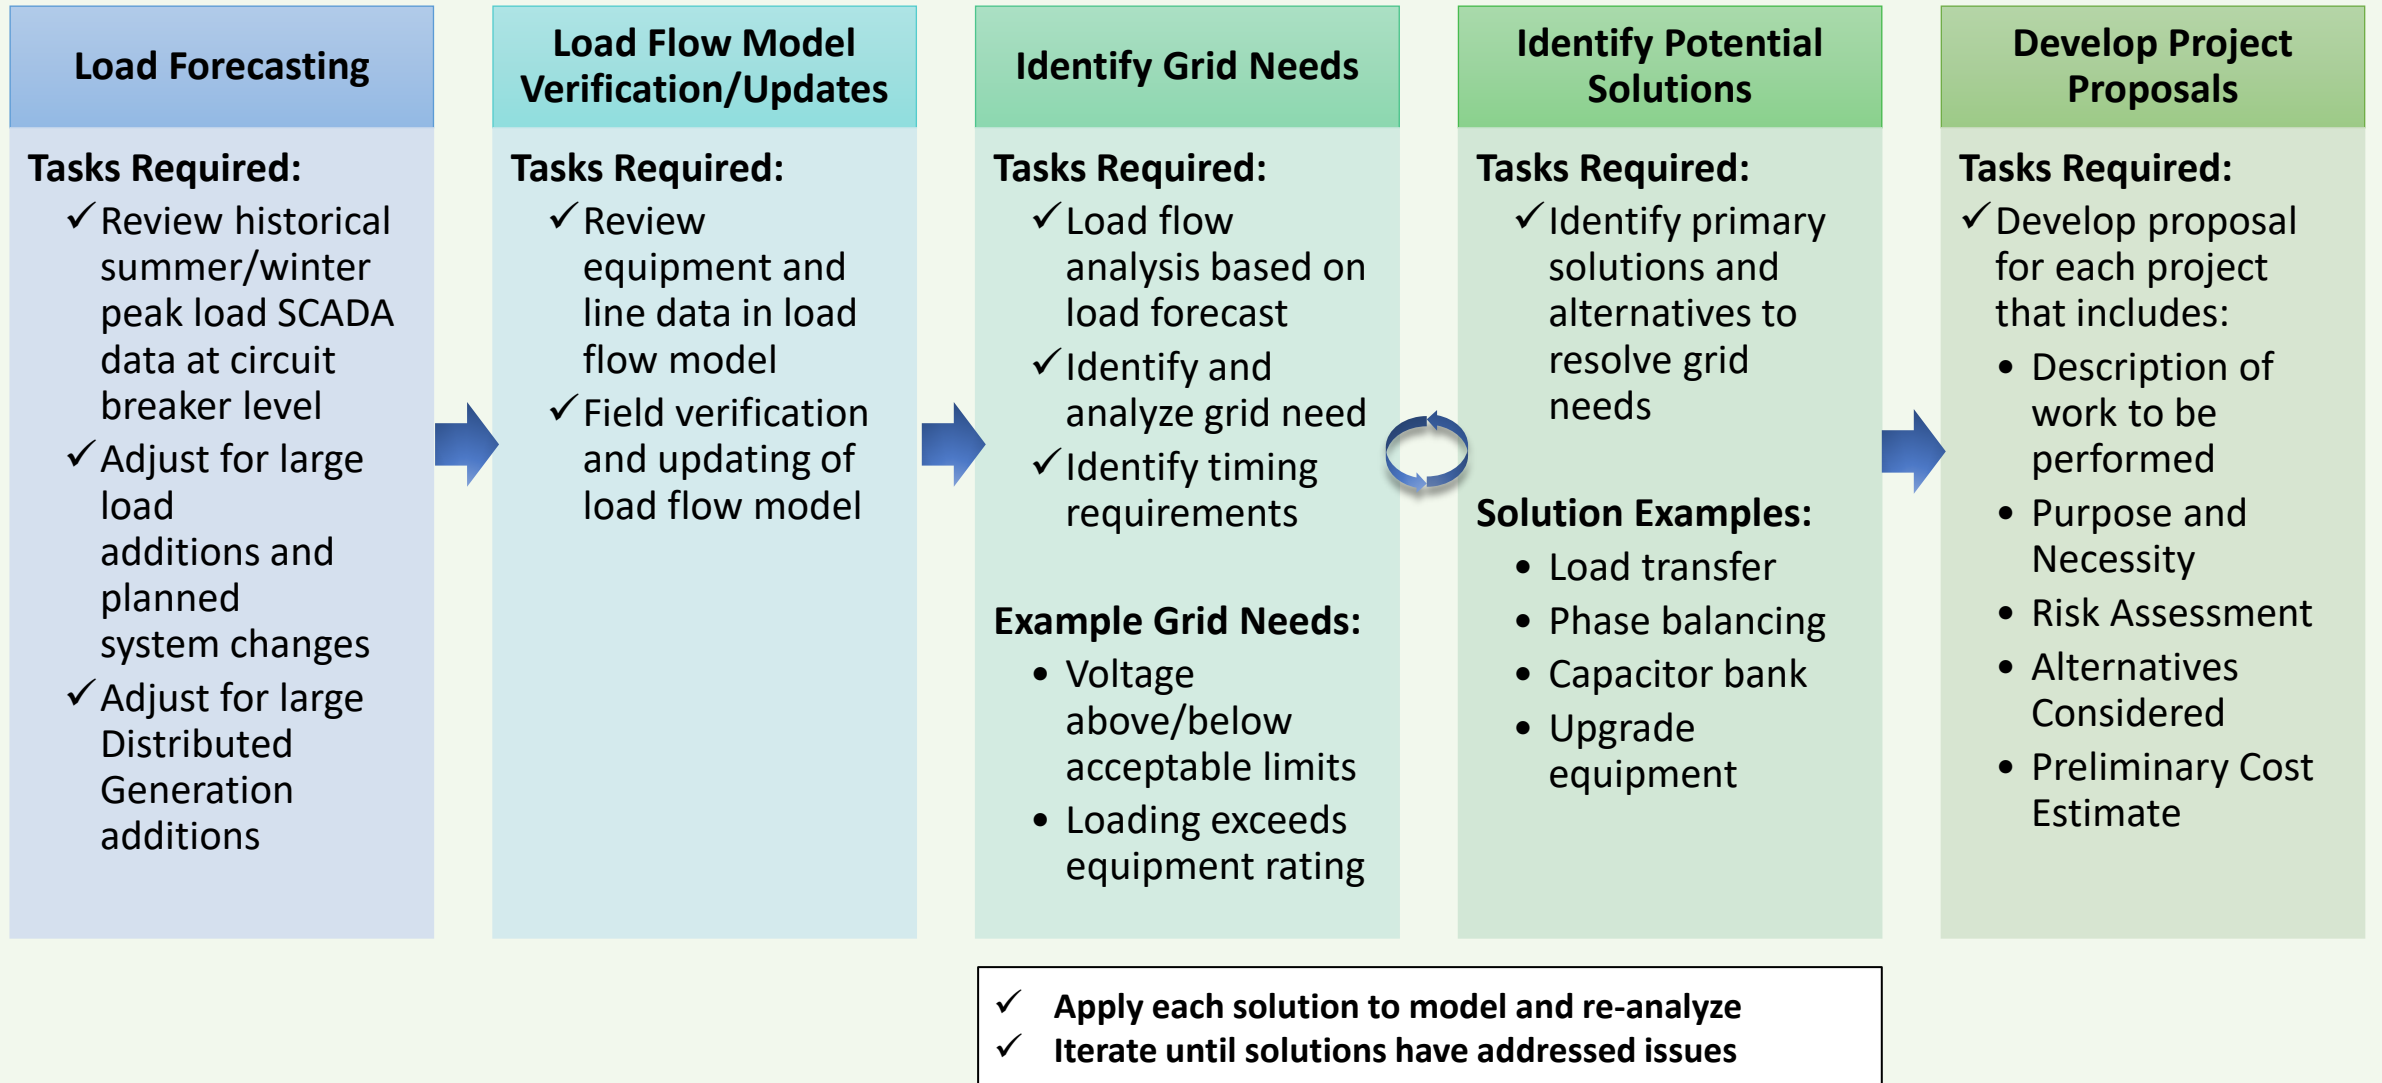 Load Forecasting
Tasks Required:
✓Review historical
summer/winter
peak load SCADA
data at circuit
breaker level
✓Adjust for large
load
additions and
planned
system changes
✓Adjust for large
Distributed
Generation
additions
Load Flow Model
Verification/Updates
Tasks Required:
✓Review
equipment and
line data in load
flow model
✓Field verification
and updating of
load flow model
Identify Grid Needs
Tasks Required:
✓Load flow
analysis based on
load forecast
✓Identify and
analyze grid need
✓Identify timing
requirements
Example Grid Needs:
• Voltage
above/below
acceptable limits
• Loading exceeds
equipment rating
Identify Potential
Solutions
Tasks Required:
✓Identify primary
solutions and
alternatives to
resolve grid
needs
Solution Examples:
• Load transfer
• Phase balancing
• Capacitor bank
• Upgrade
equipment
Develop Project
Proposals
Tasks Required:
✓Develop proposal
for each project
that includes:
• Description of
work to be
performed
• Purpose and
Necessity
• Risk Assessment
• Alternatives
Considered
• Preliminary Cost
Estimate
✓ Apply each solution to model and re-analyze
✓ Iterate until solutions have addressed issues